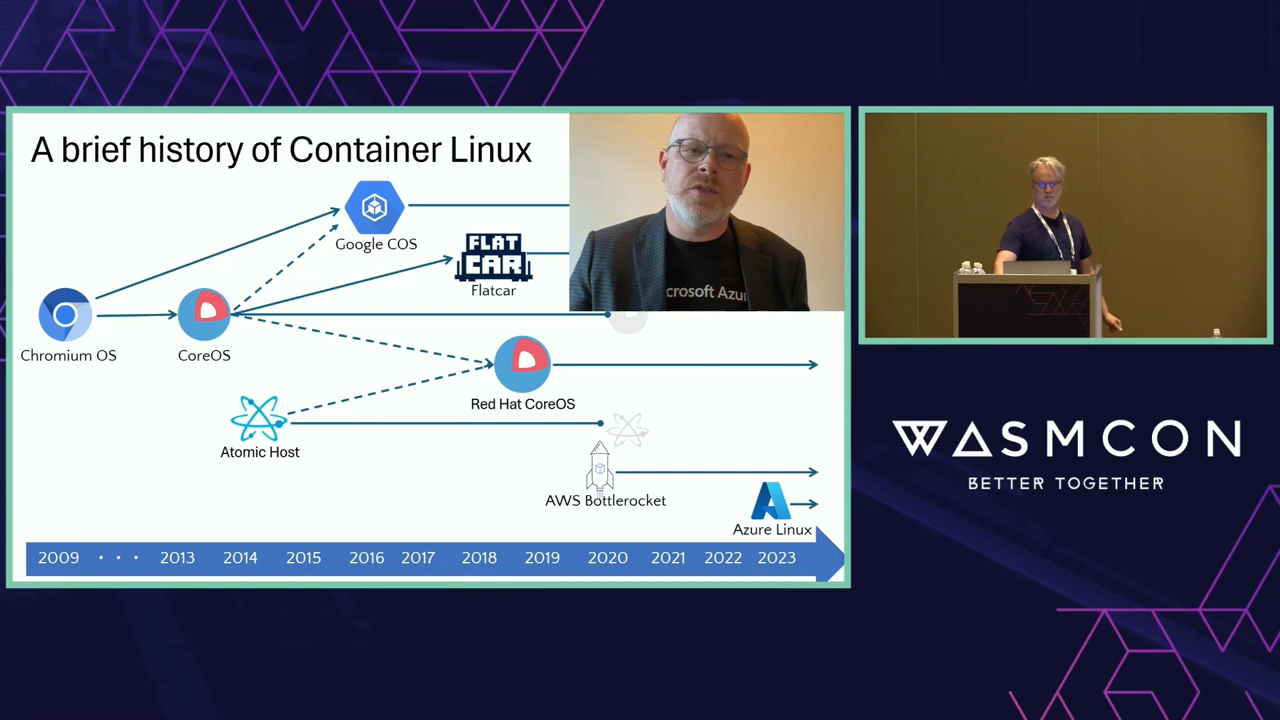 A brief history of Container Linux
Google COS
FLAT
CAR
Flatcar
crosoft Azu
Chromium OS
CoreOS
Red Hat CoreOS
Atomic Host
AWS Bottlerocket
Azure Linux
2009 · · · 2013 2014 2015 2016 2017 2018 2019 2020 2021 2022 2023
WASMCON
BETTER TOGETHER